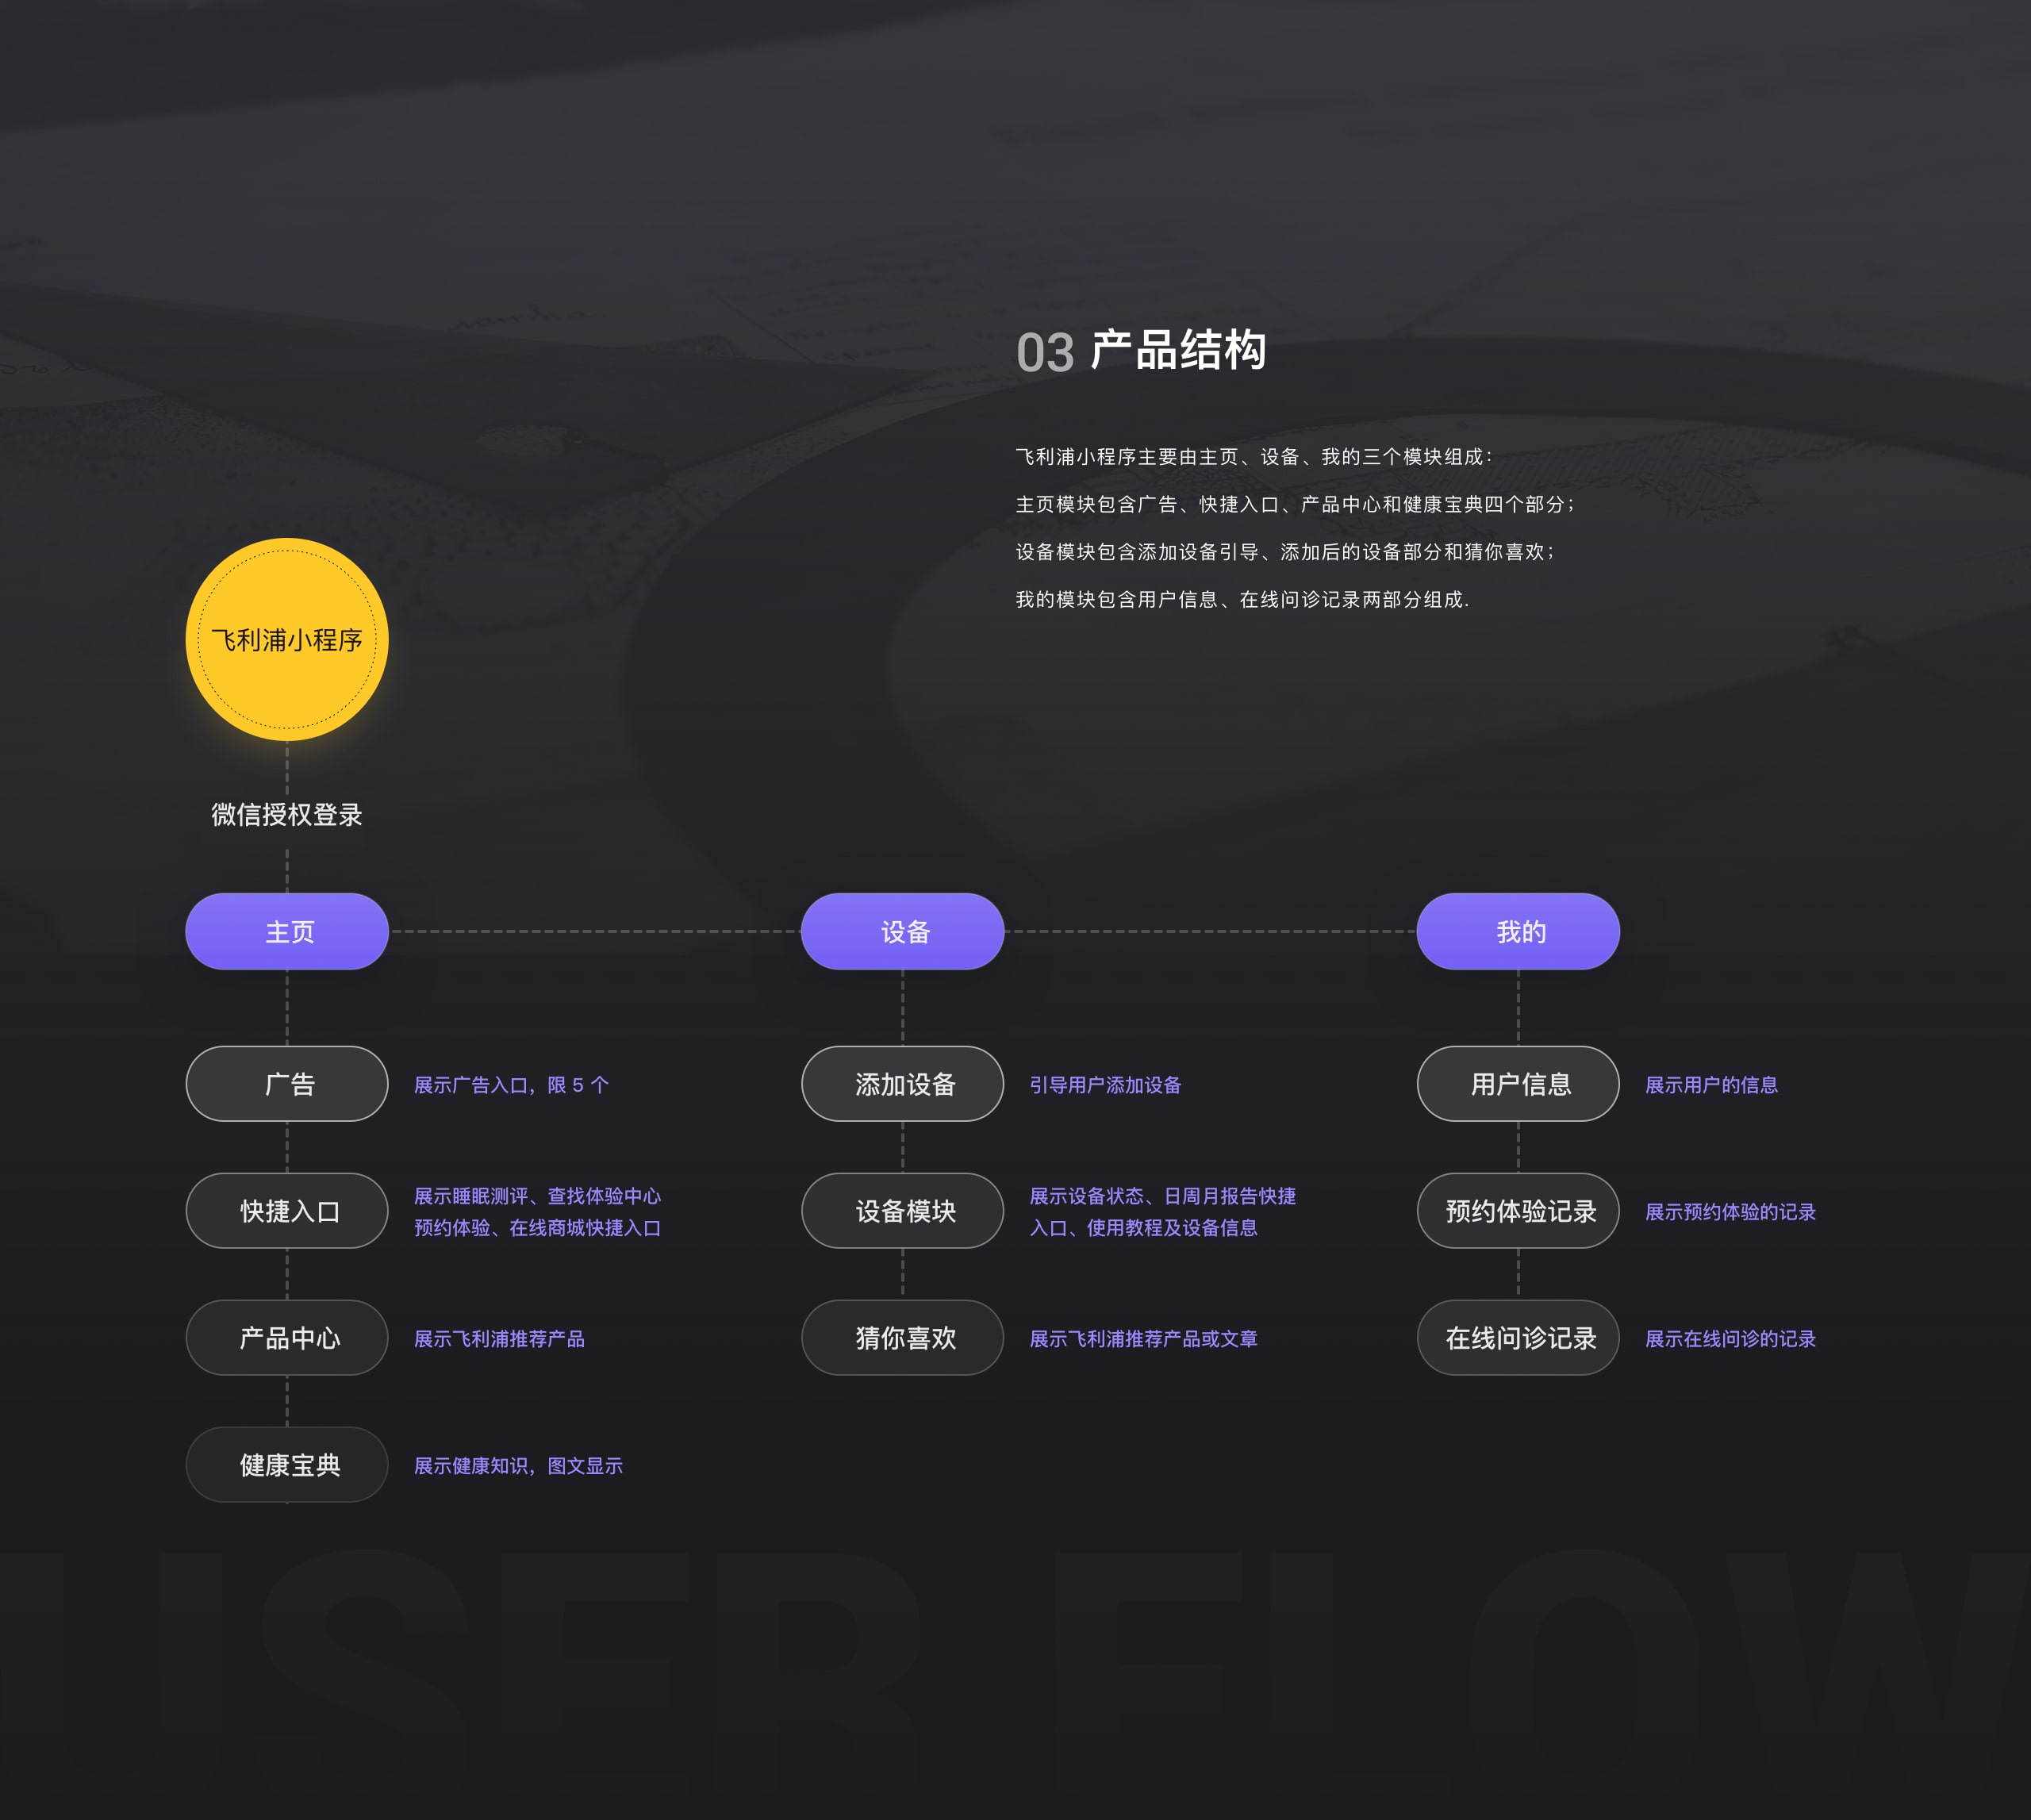 03 产品结构
飞利浦小程序主要由主页、设备、我的三个模块组成：
主页模块包含广告、快捷入口、产品中心和健康宝典四个部分；
设备模块包含添加设备引导、添加后的设备部分和猜你喜欢；
我的模块包含用户信息、在线问诊记录两部分组成.
飞利浦小程序
微信授权登录
主页
设备
我的
广告
展示广告入口，限 5 个
添加设备
引导用户添加设备
用户信息
展示用户的信息
快捷入口
展示睡眠测评、查找体验中心
预约体验、在线商城快捷入口
设备模块
展示设备状态、日周月报告快捷
入口、使用教程及设备信息
预约体验记录
展示预约体验的记录
产品中心
展示飞利浦推荐产品
猜你喜欢
展示飞利浦推荐产品或文章
在线问诊记录
展示在线问诊的记录
健康宝典
展示健康知识，图文显示
USER FLOW